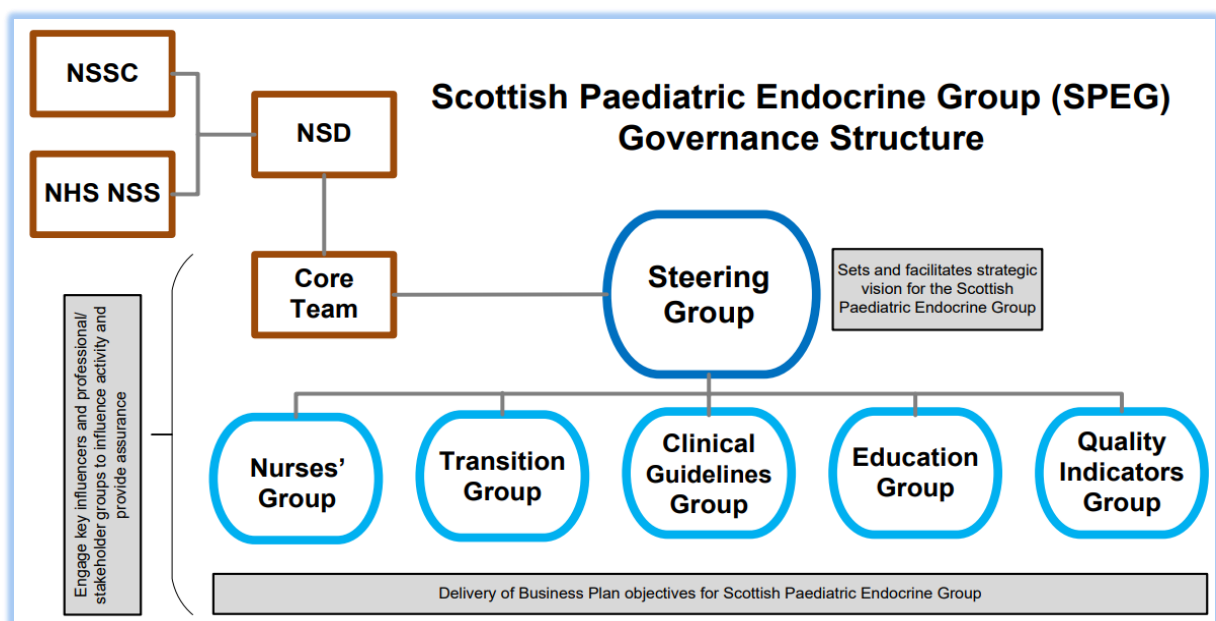 NSSC
NHS NSS
NSD
Scottish Paediatric Endocrine Group (SPEG)
Governance Structure
Core
Team
Steering
Group
Sets and facilitates strategic
vision for the Scottish
Paediatric Endocrine Group
Engage key influencers and professional/
stakeholder groups to influence activity and
provide assurance
Nurses’
Group
Transition
Group
Clinical
Guidelines
Group
Education
Group
Quality
Indicators
Group
Delivery of Business Plan objectives for Scottish Paediatric Endocrine Group